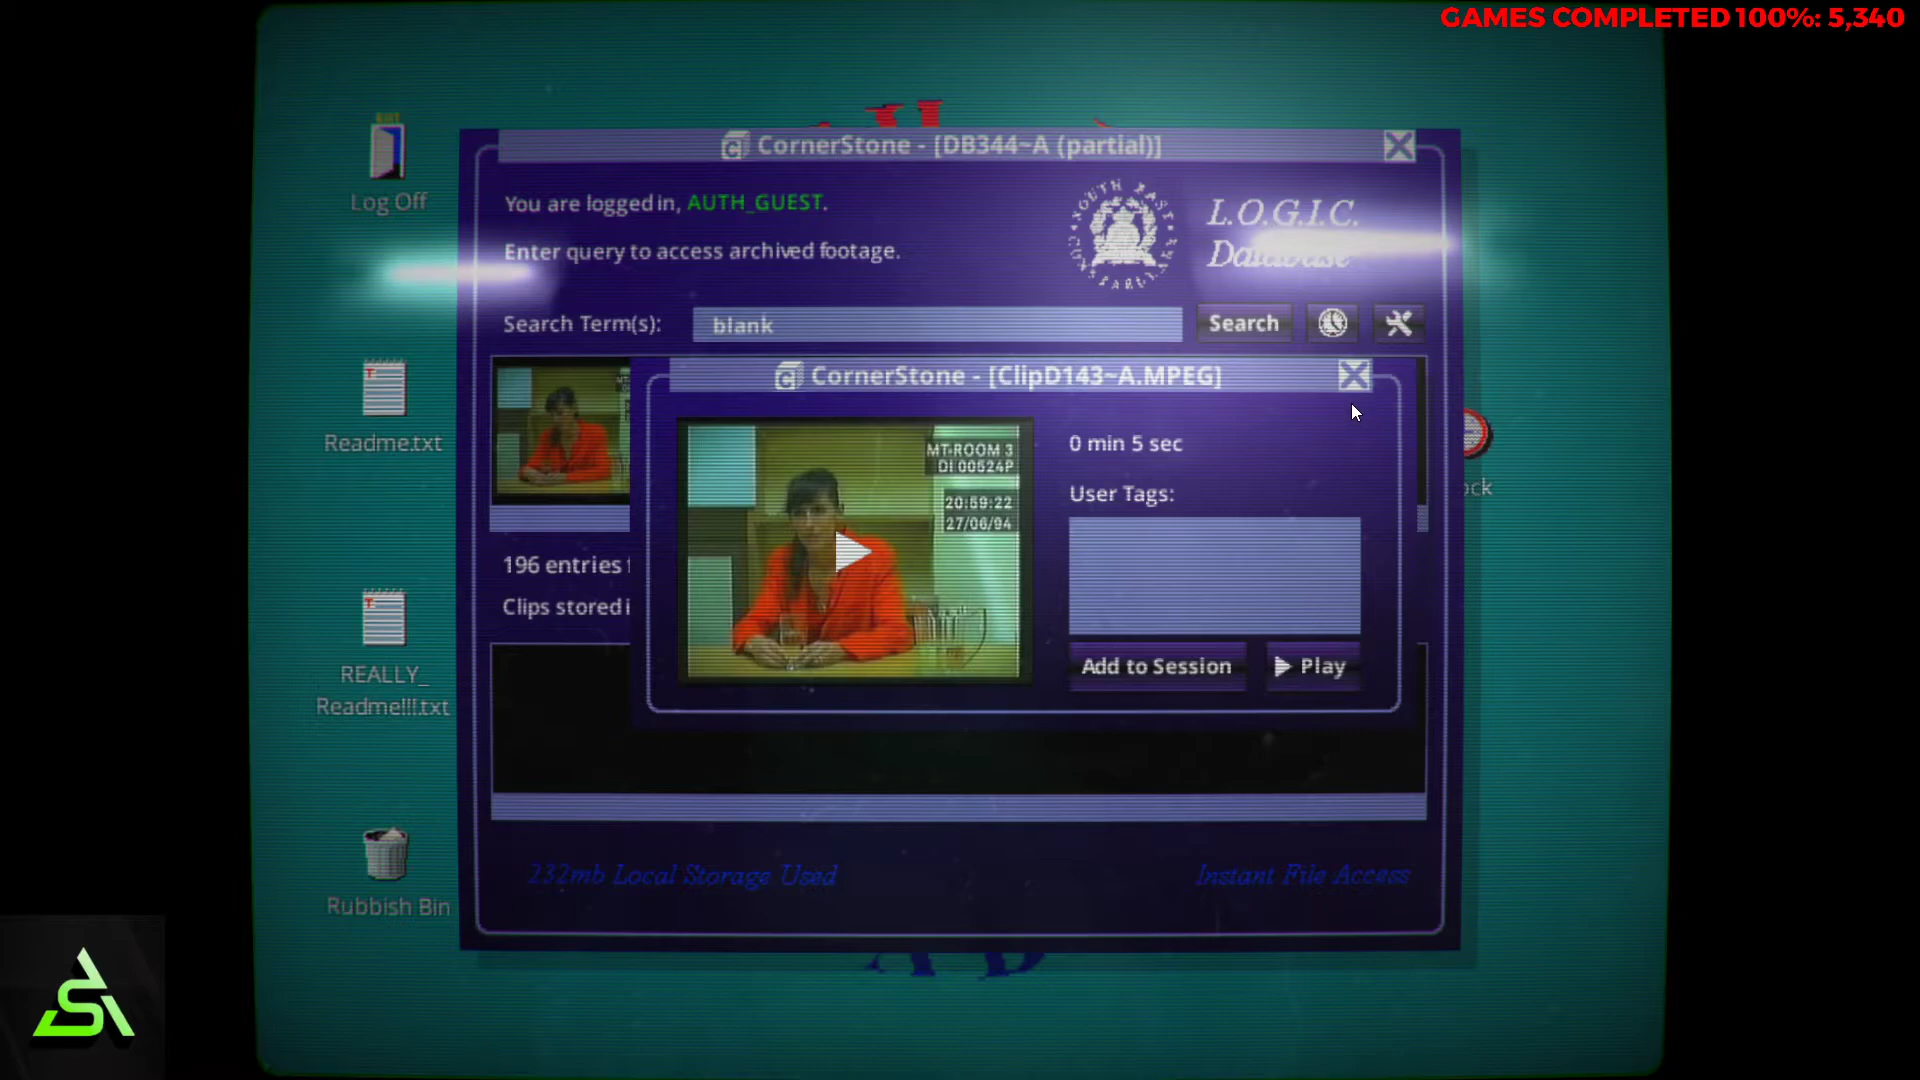 GAMES COMPLETED 100%: 5,340
EXIT
Log Off
CornerStone - [DB344~A (partial)]
You are logged in, AUTH_GUEST.
L.O.G.I.C.
Database
Enter query to access archived footage.
Search Term(s):
blank
Search
CornerStone - [ClipD143~A.MPEG]
MT-ROOM 3
DI 00524P
20:59:22
27/06/94
0 min 5 sec
User Tags:
Readme.txt
196 entries
Clips stored i
Add to Session
Play
REALLY_
Readme!!!.txt
232mb Local Storage Used
Instant File Access
Rubbish Bin